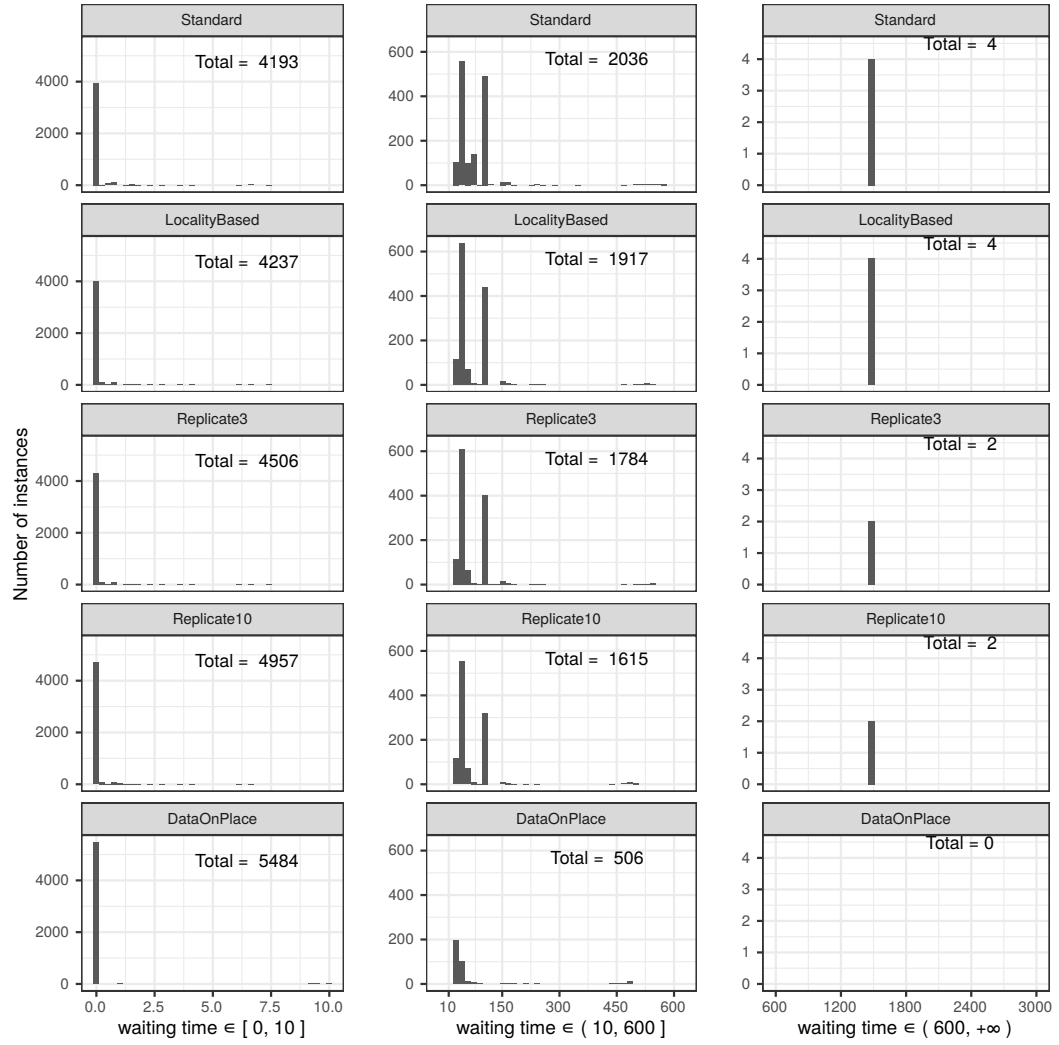 Standard
Standard
Standard
Total = 4193
Total = 2036
Total = 4
4000
2000
0
600
400
200
0
4
3
2
1
0
LocalityBased
LocalityBased
LocalityBased
Total = 4237
Total = 1917
Total = 4
4000
2000
0
600
400
200
0
4
3
2
1
0
Replicate3
Replicate3
Replicate3
Total = 4506
Total = 1784
Total = 2
4000
2000
0
600
400
200
0
4
3
2
1
0
Number of instances
Replicate10
Replicate10
Replicate10
Total = 4957
Total = 1615
Total = 2
4000
2000
0
600
400
200
0
4
3
2
1
0
DataOnPlace
DataOnPlace
DataOnPlace
Total = 5484
Total = 506
Total = 0
4000
2000
0
600
400
200
0
4
3
2
1
0
0.0 2.5 5.0 7.5 10.0
10 150 300 450 600
600 1200 1800 2400 3000
waiting time ∈ [ 0, 10 ]
waiting time ∈ ( 10, 600 ]
waiting time ∈ ( 600, +∞ )